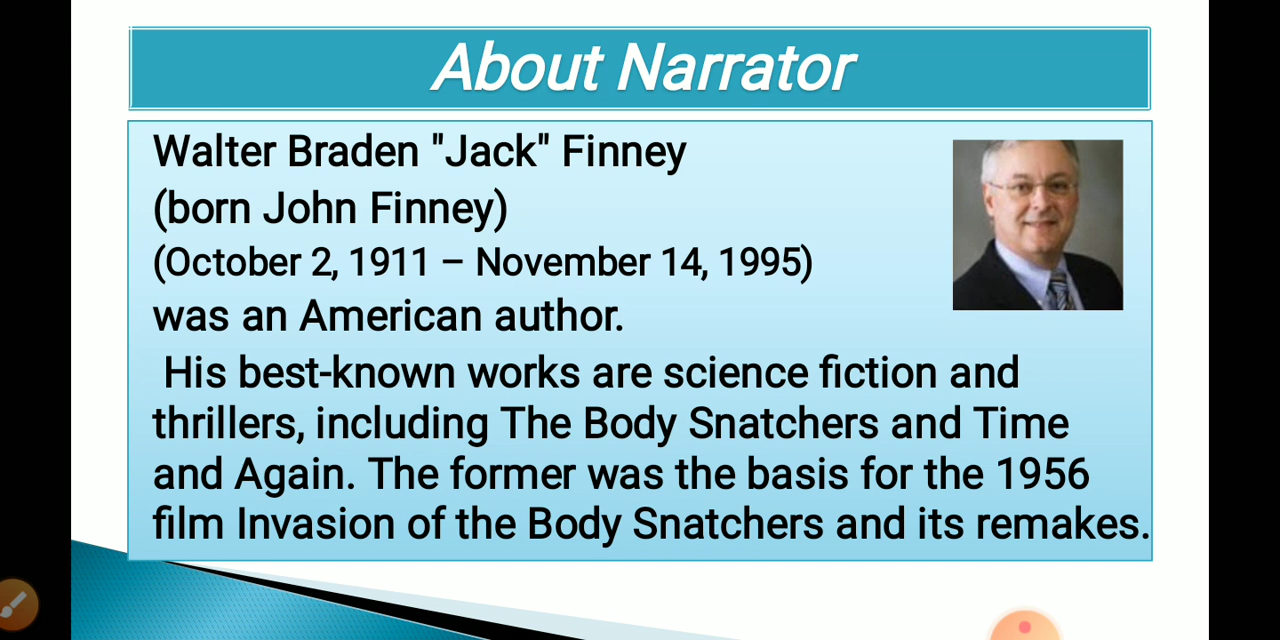 About Narrator
Walter Braden "Jack" Finney
(born John Finney)
(October 2, 1911 – November 14, 1995)
was an American author.
His best-known works are science fiction and
thrillers, including The Body Snatchers and Time
and Again. The former was the basis for the 1956
film Invasion of the Body Snatchers and its remakes.